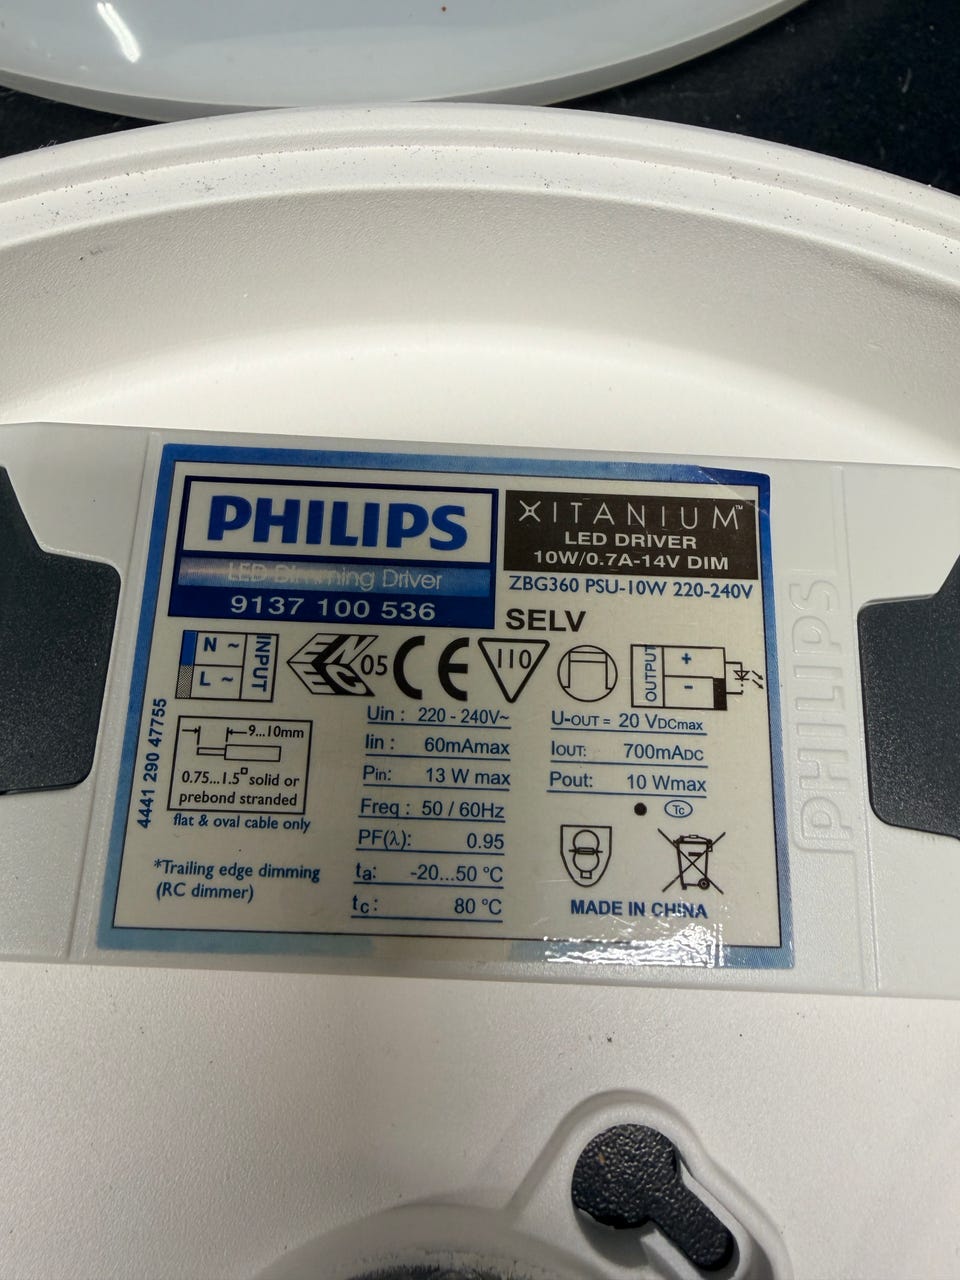 PHILIPS
LED Dimming Driver
9137 100 536
XITANIUM™
LED DRIVER
10W/0.7A-14V DIM
ZBG360 PSU-10W 220-240V
SELV
N ~
L ~
INPUT
ENEC
05
CE
110
OUTPUT
+
-
9...10mm
0.75...1.5□ solid or
prebond stranded
flat & oval cable only
4441 290 47755
*Trailing edge dimming
(RC dimmer)
Uin : 220 - 240V~
Iin : 60mAmax
Pin: 13 W max
Freq : 50 / 60Hz
PF(λ): 0.95
ta: -20...50 °C
tc: 80 °C
U-OUT = 20 VDCmax
IOUT: 700mADC
Pout: 10 Wmax
Tc
MADE IN CHINA
PHILIPS